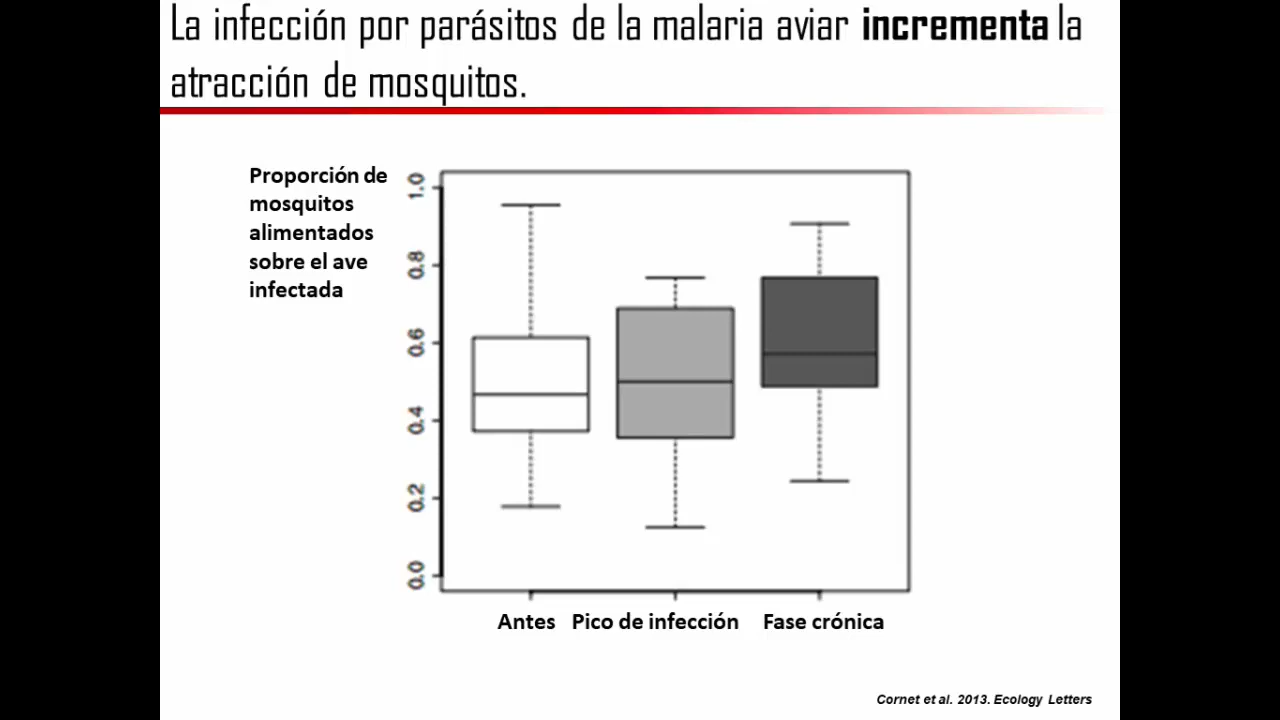 La infección por parásitos de la malaria aviar incrementa la
atracción de mosquitos.
Proporción de
mosquitos
alimentados
sobre el ave
infectada
1.0
0.8
0.6
0.4
0.2
0.0
Antes Pico de infección Fase crónica
Cornet et al. 2013. Ecology Letters